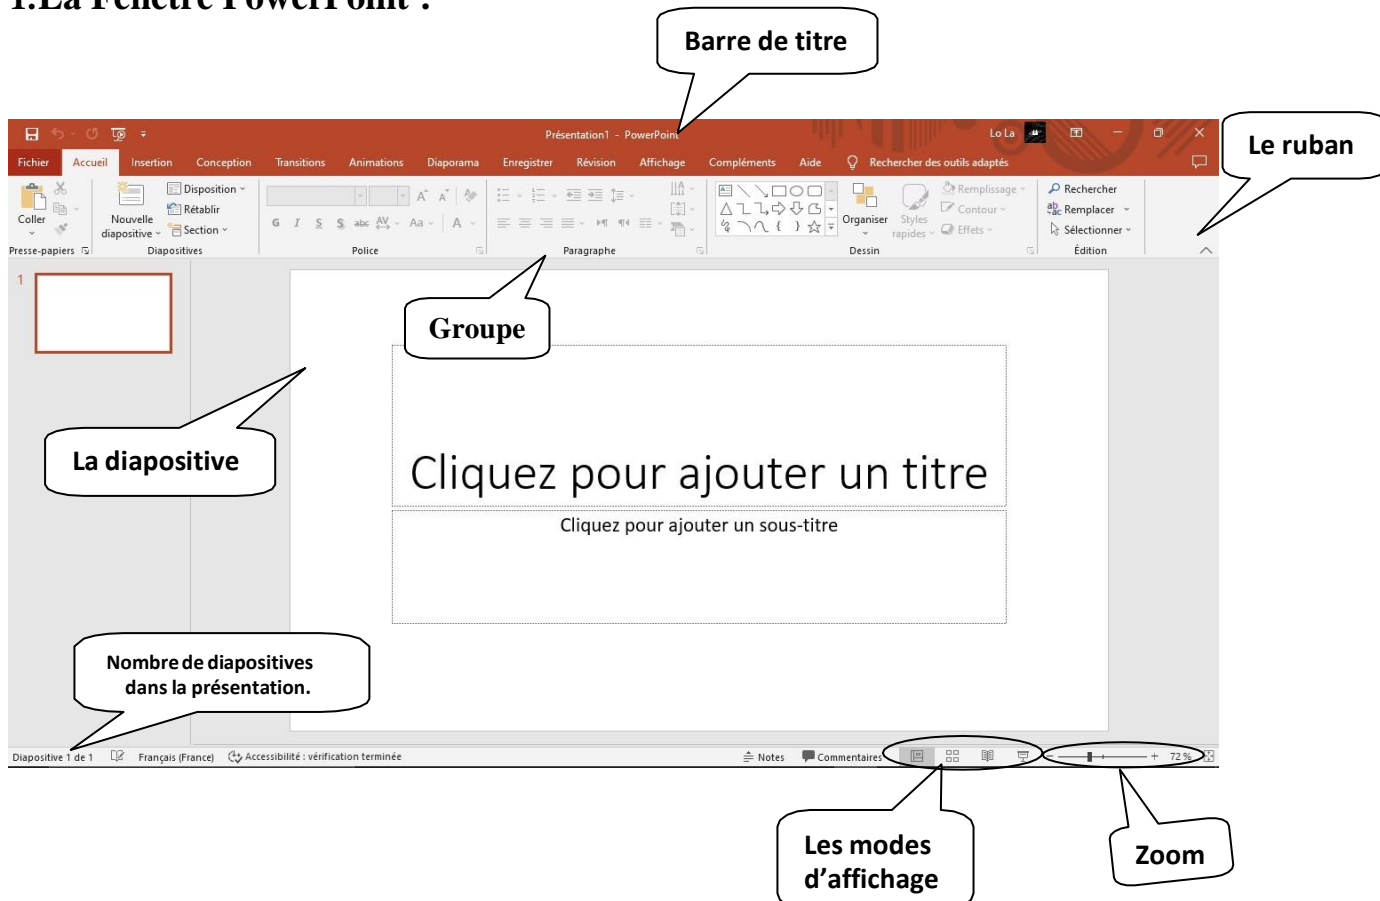 1.La Fenêtre PowerPoint :
Barre de titre
Présentation1 - PowerPoint
Lo La
Le ruban
Fichier Accueil Insertion Conception Transitions Animations Diaporama Enregistrer Révision Affichage Compléments Aide Rechercher des outils adaptés
Coller
Nouvelle
diapositive
Disposition
Rétablir
Section
G I S S abc AV Aa A
Organiser
Styles
rapides
Remplissage
Contour
Effets
Rechercher
Remplacer
Sélectionner
Presse-papiers Diapositives Police Paragraphe Dessin Édition
1
Groupe
La diapositive
Cliquez pour ajouter un titre
Cliquez pour ajouter un sous-titre
Nombre de diapositives
dans la présentation.
Diapositive 1 de 1 Français (France) Accessibilité : vérification terminée Notes Commentaires 72 %
Les modes
d’affichage
Zoom